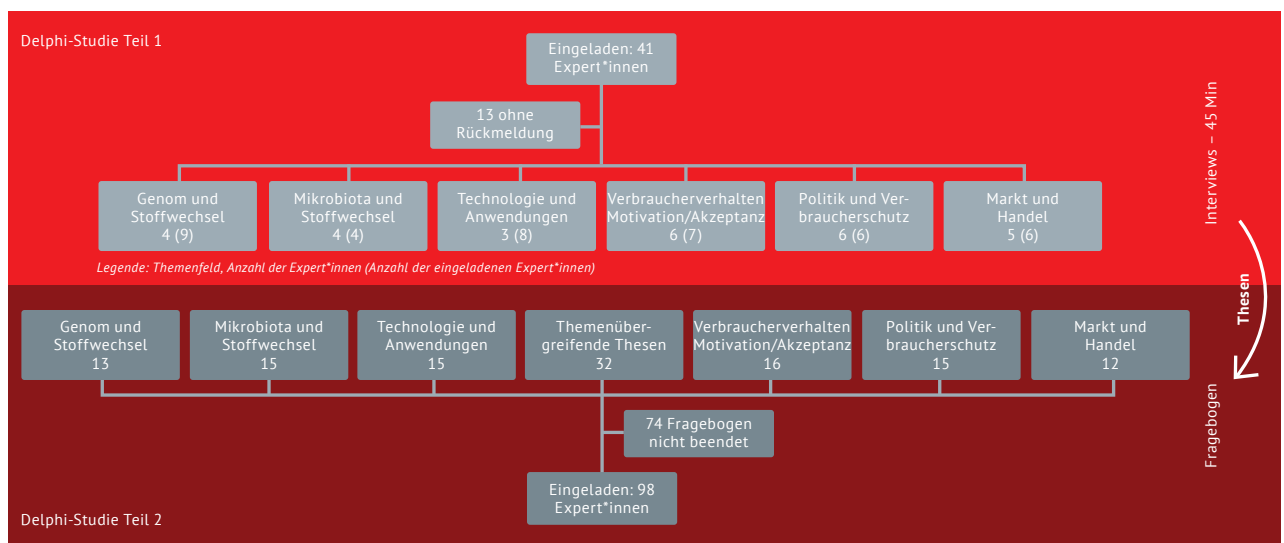 Delphi-Studie Teil 1
Eingeladen: 41
Expert*innen
13 ohne
Rückmeldung
Interviews – 45 Min
Genom und
Stoffwechsel
4 (9)
Mikrobiota und
Stoffwechsel
4 (4)
Technologie und
Anwendungen
3 (8)
Verbraucherverhalten
Motivation/Akzeptanz
6 (7)
Politik und Ver-
braucherschutz
6 (6)
Markt und
Handel
5 (6)
Legende: Themenfeld, Anzahl der Expert*innen (Anzahl der eingeladenen Expert*innen)
Thesen
Genom und
Stoffwechsel
13
Mikrobiota und
Stoffwechsel
15
Technologie und
Anwendungen
15
Themenüber-
greifende Thesen
32
Verbraucherverhalten
Motivation/Akzeptanz
16
Politik und Ver-
braucherschutz
15
Markt und
Handel
12
74 Fragebogen
nicht beendet
Fragebogen
Eingeladen: 98
Expert*innen
Delphi-Studie Teil 2